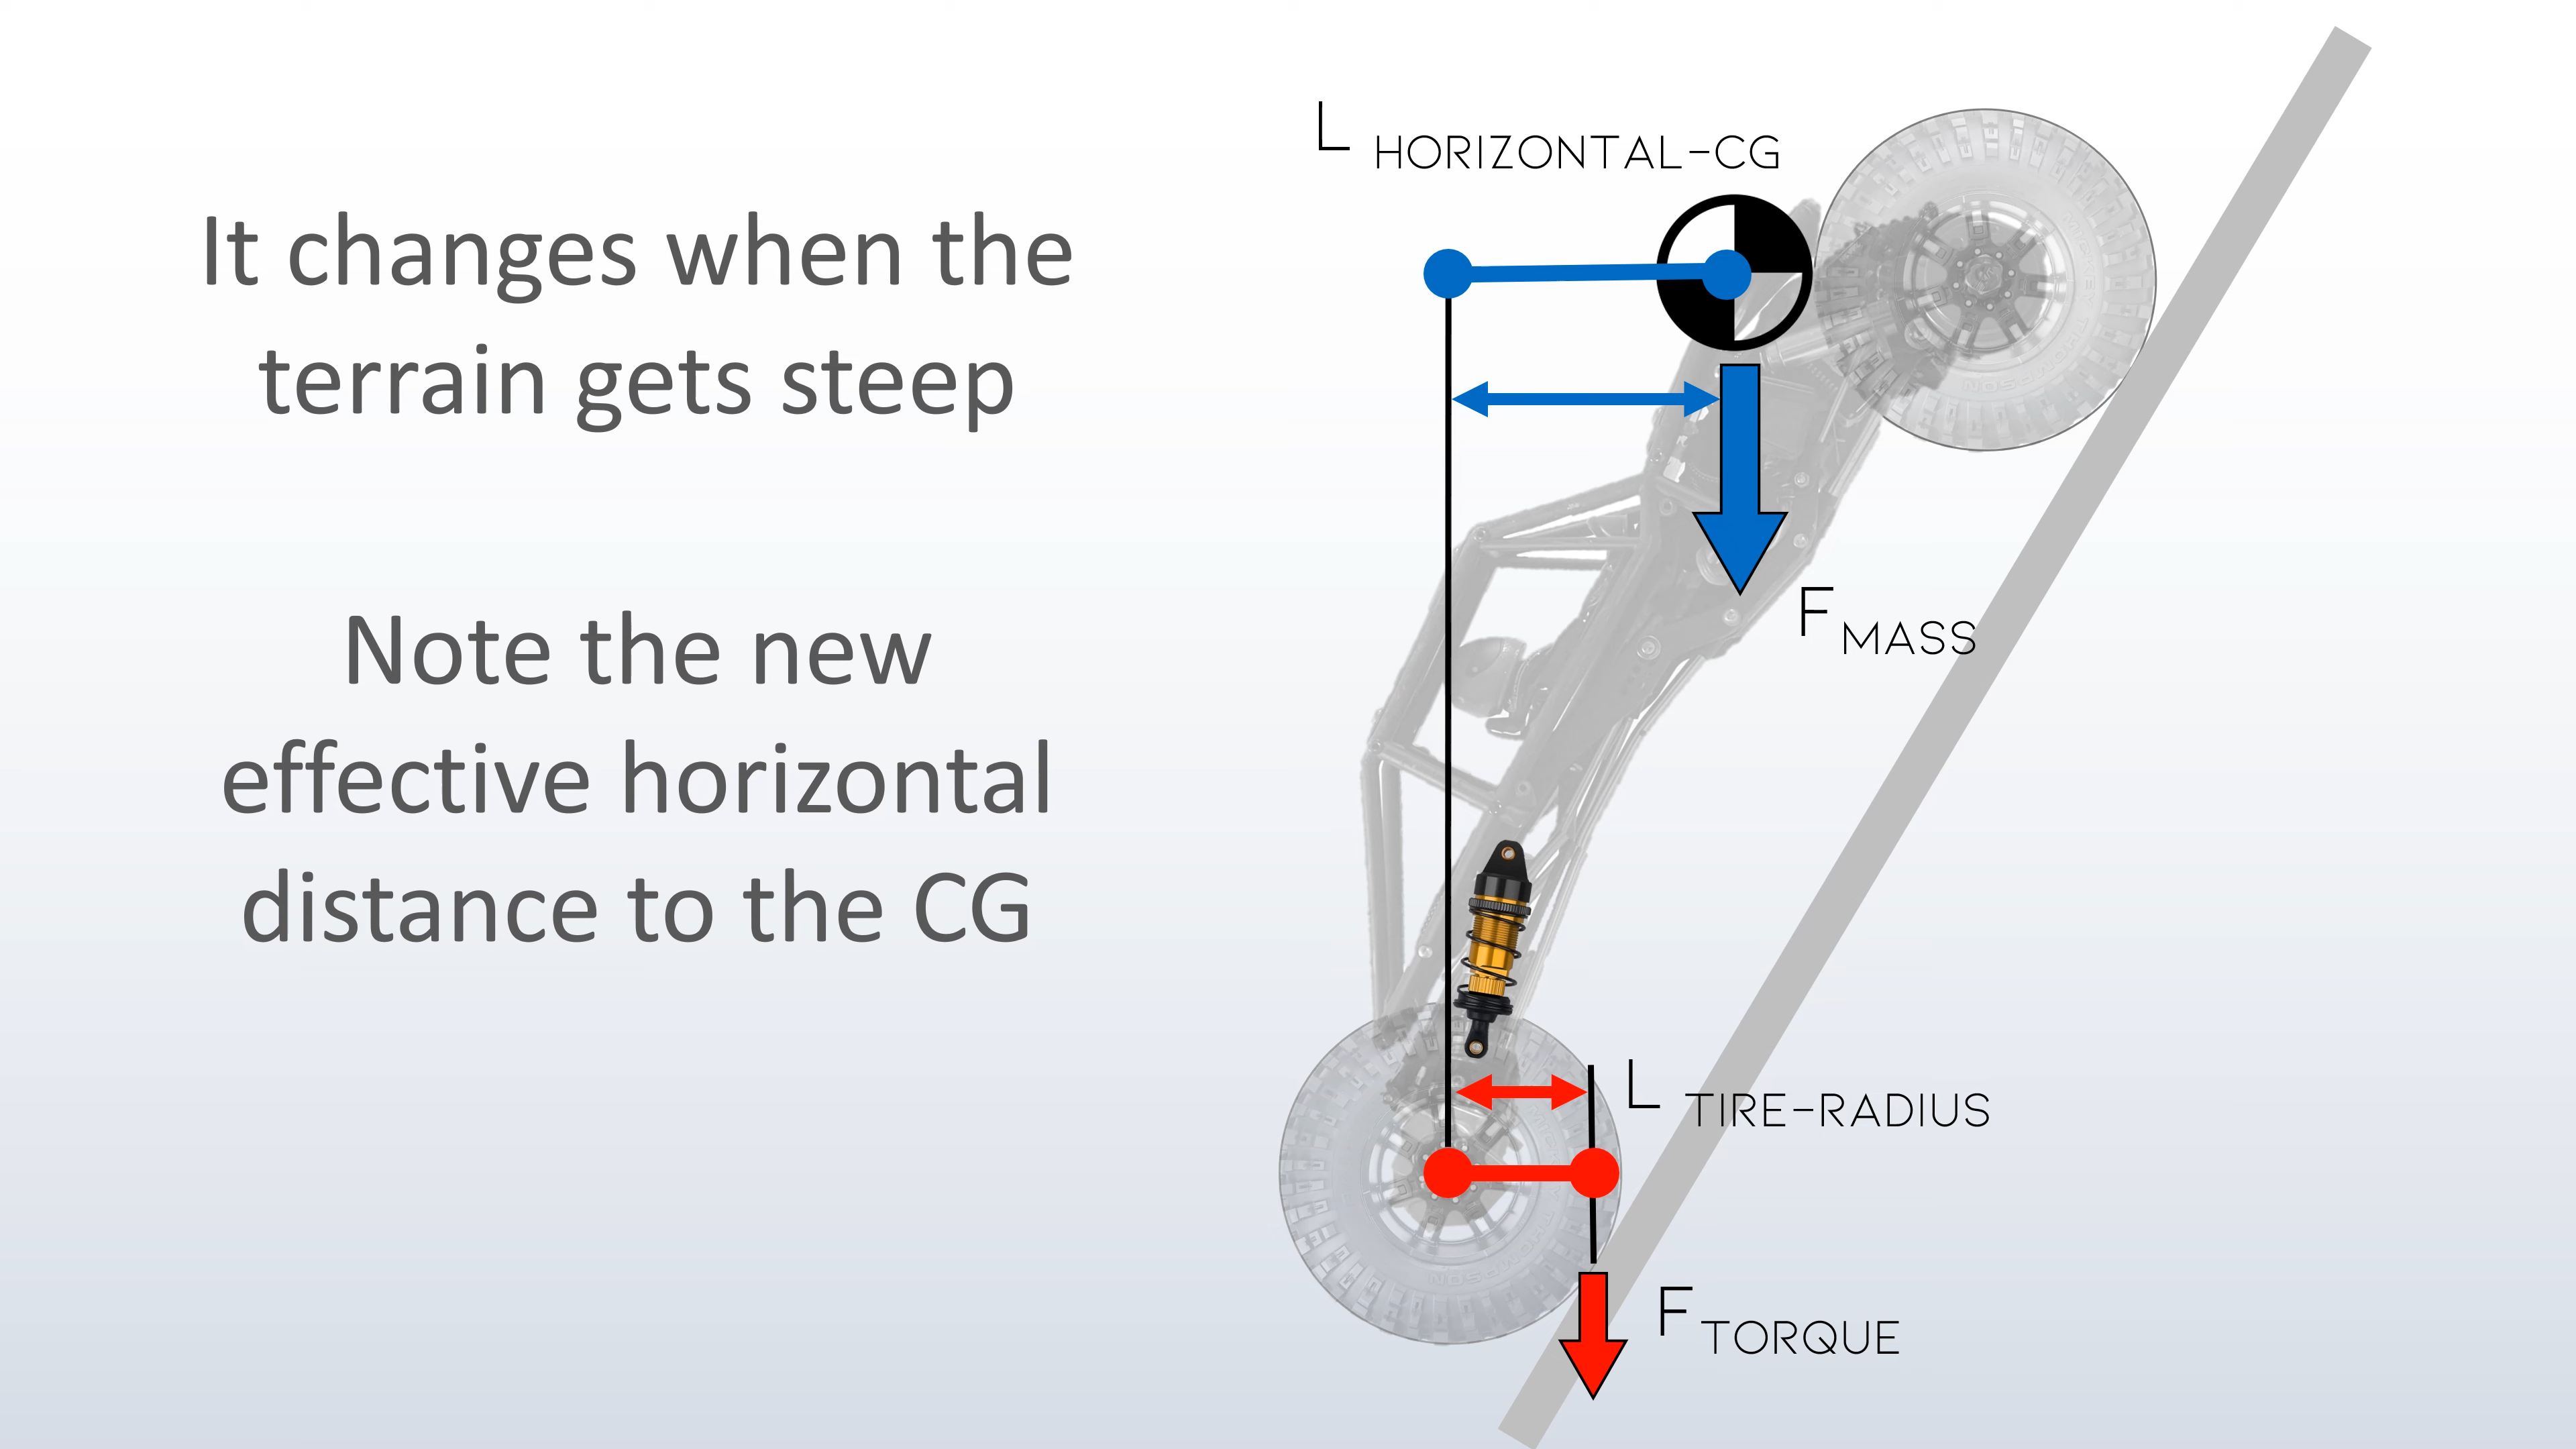 It changes when the
terrain gets steep
Note the new
effective horizontal
distance to the CG
L HORIZONTAL-CG
F MASS
L TIRE-RADIUS
F TORQUE